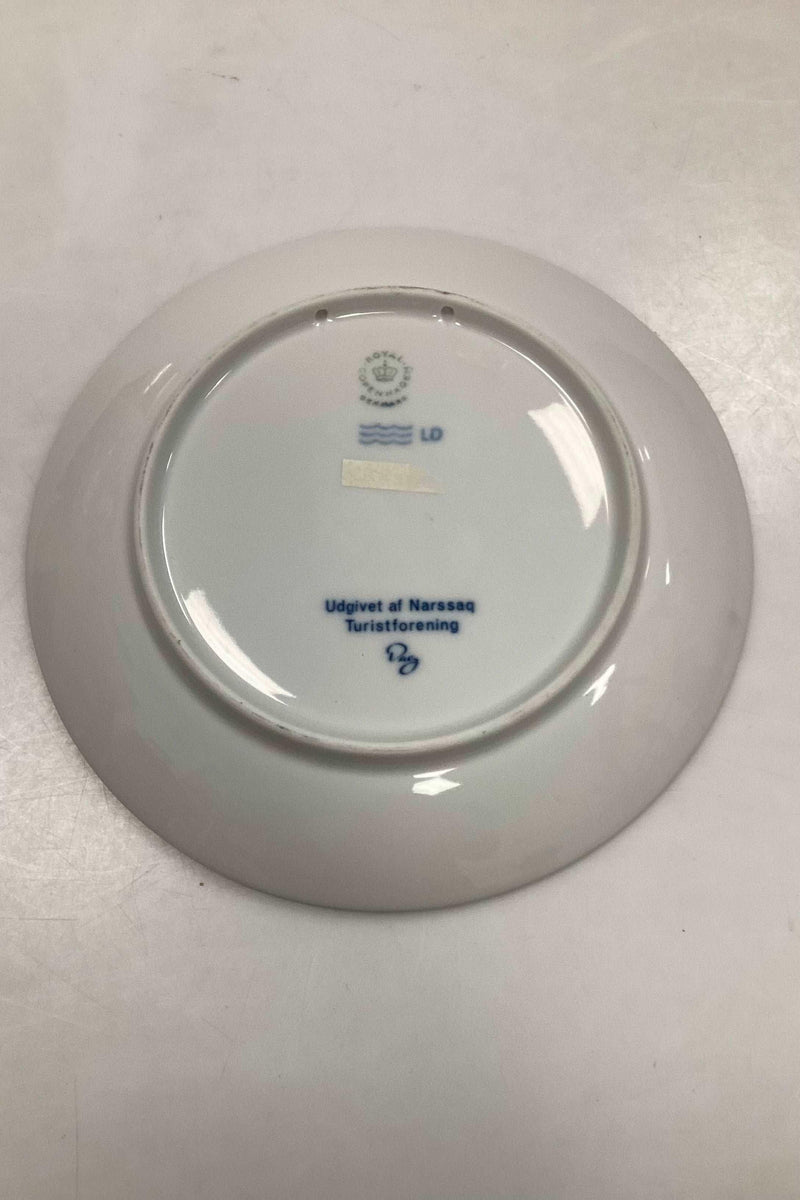 ROYAL
COPENHAGEN
DENMARK
LD
Udgivet af Narssaq
Turistforening